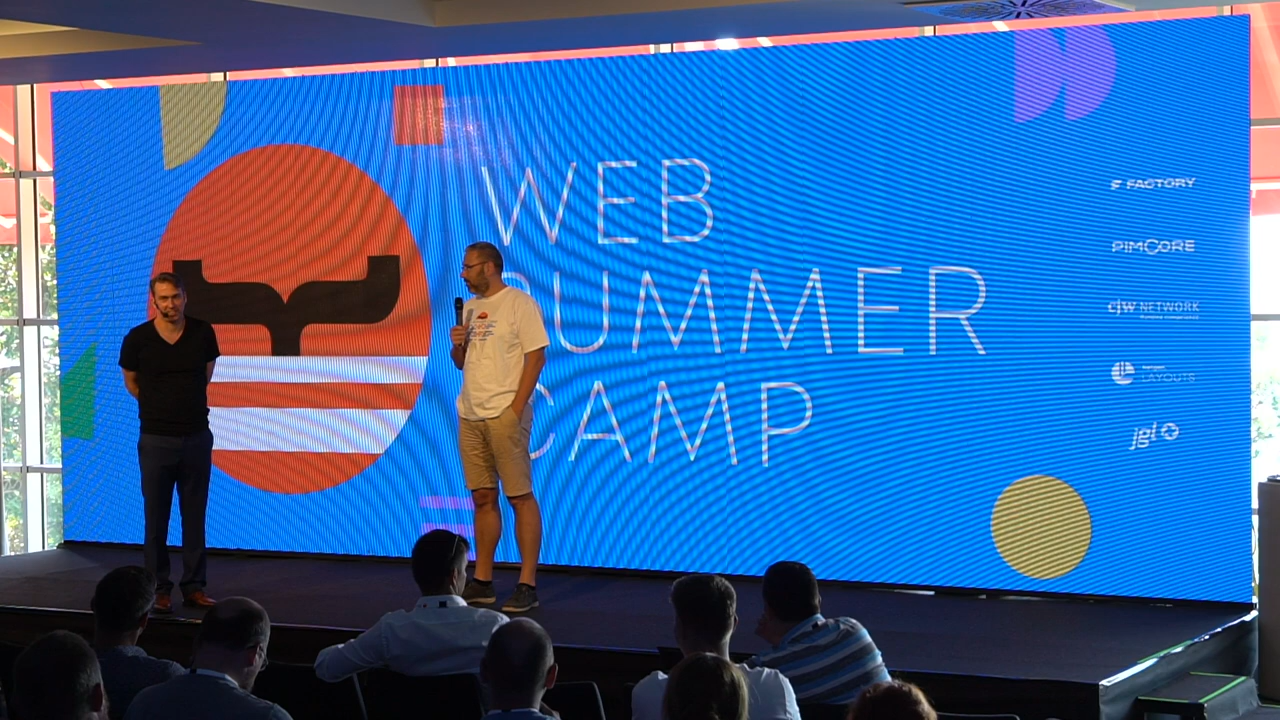 WEB
SUMMER
CAMP
FACTORY
PIMCORE
cjw NETWORK
LAYOUTS
jgl